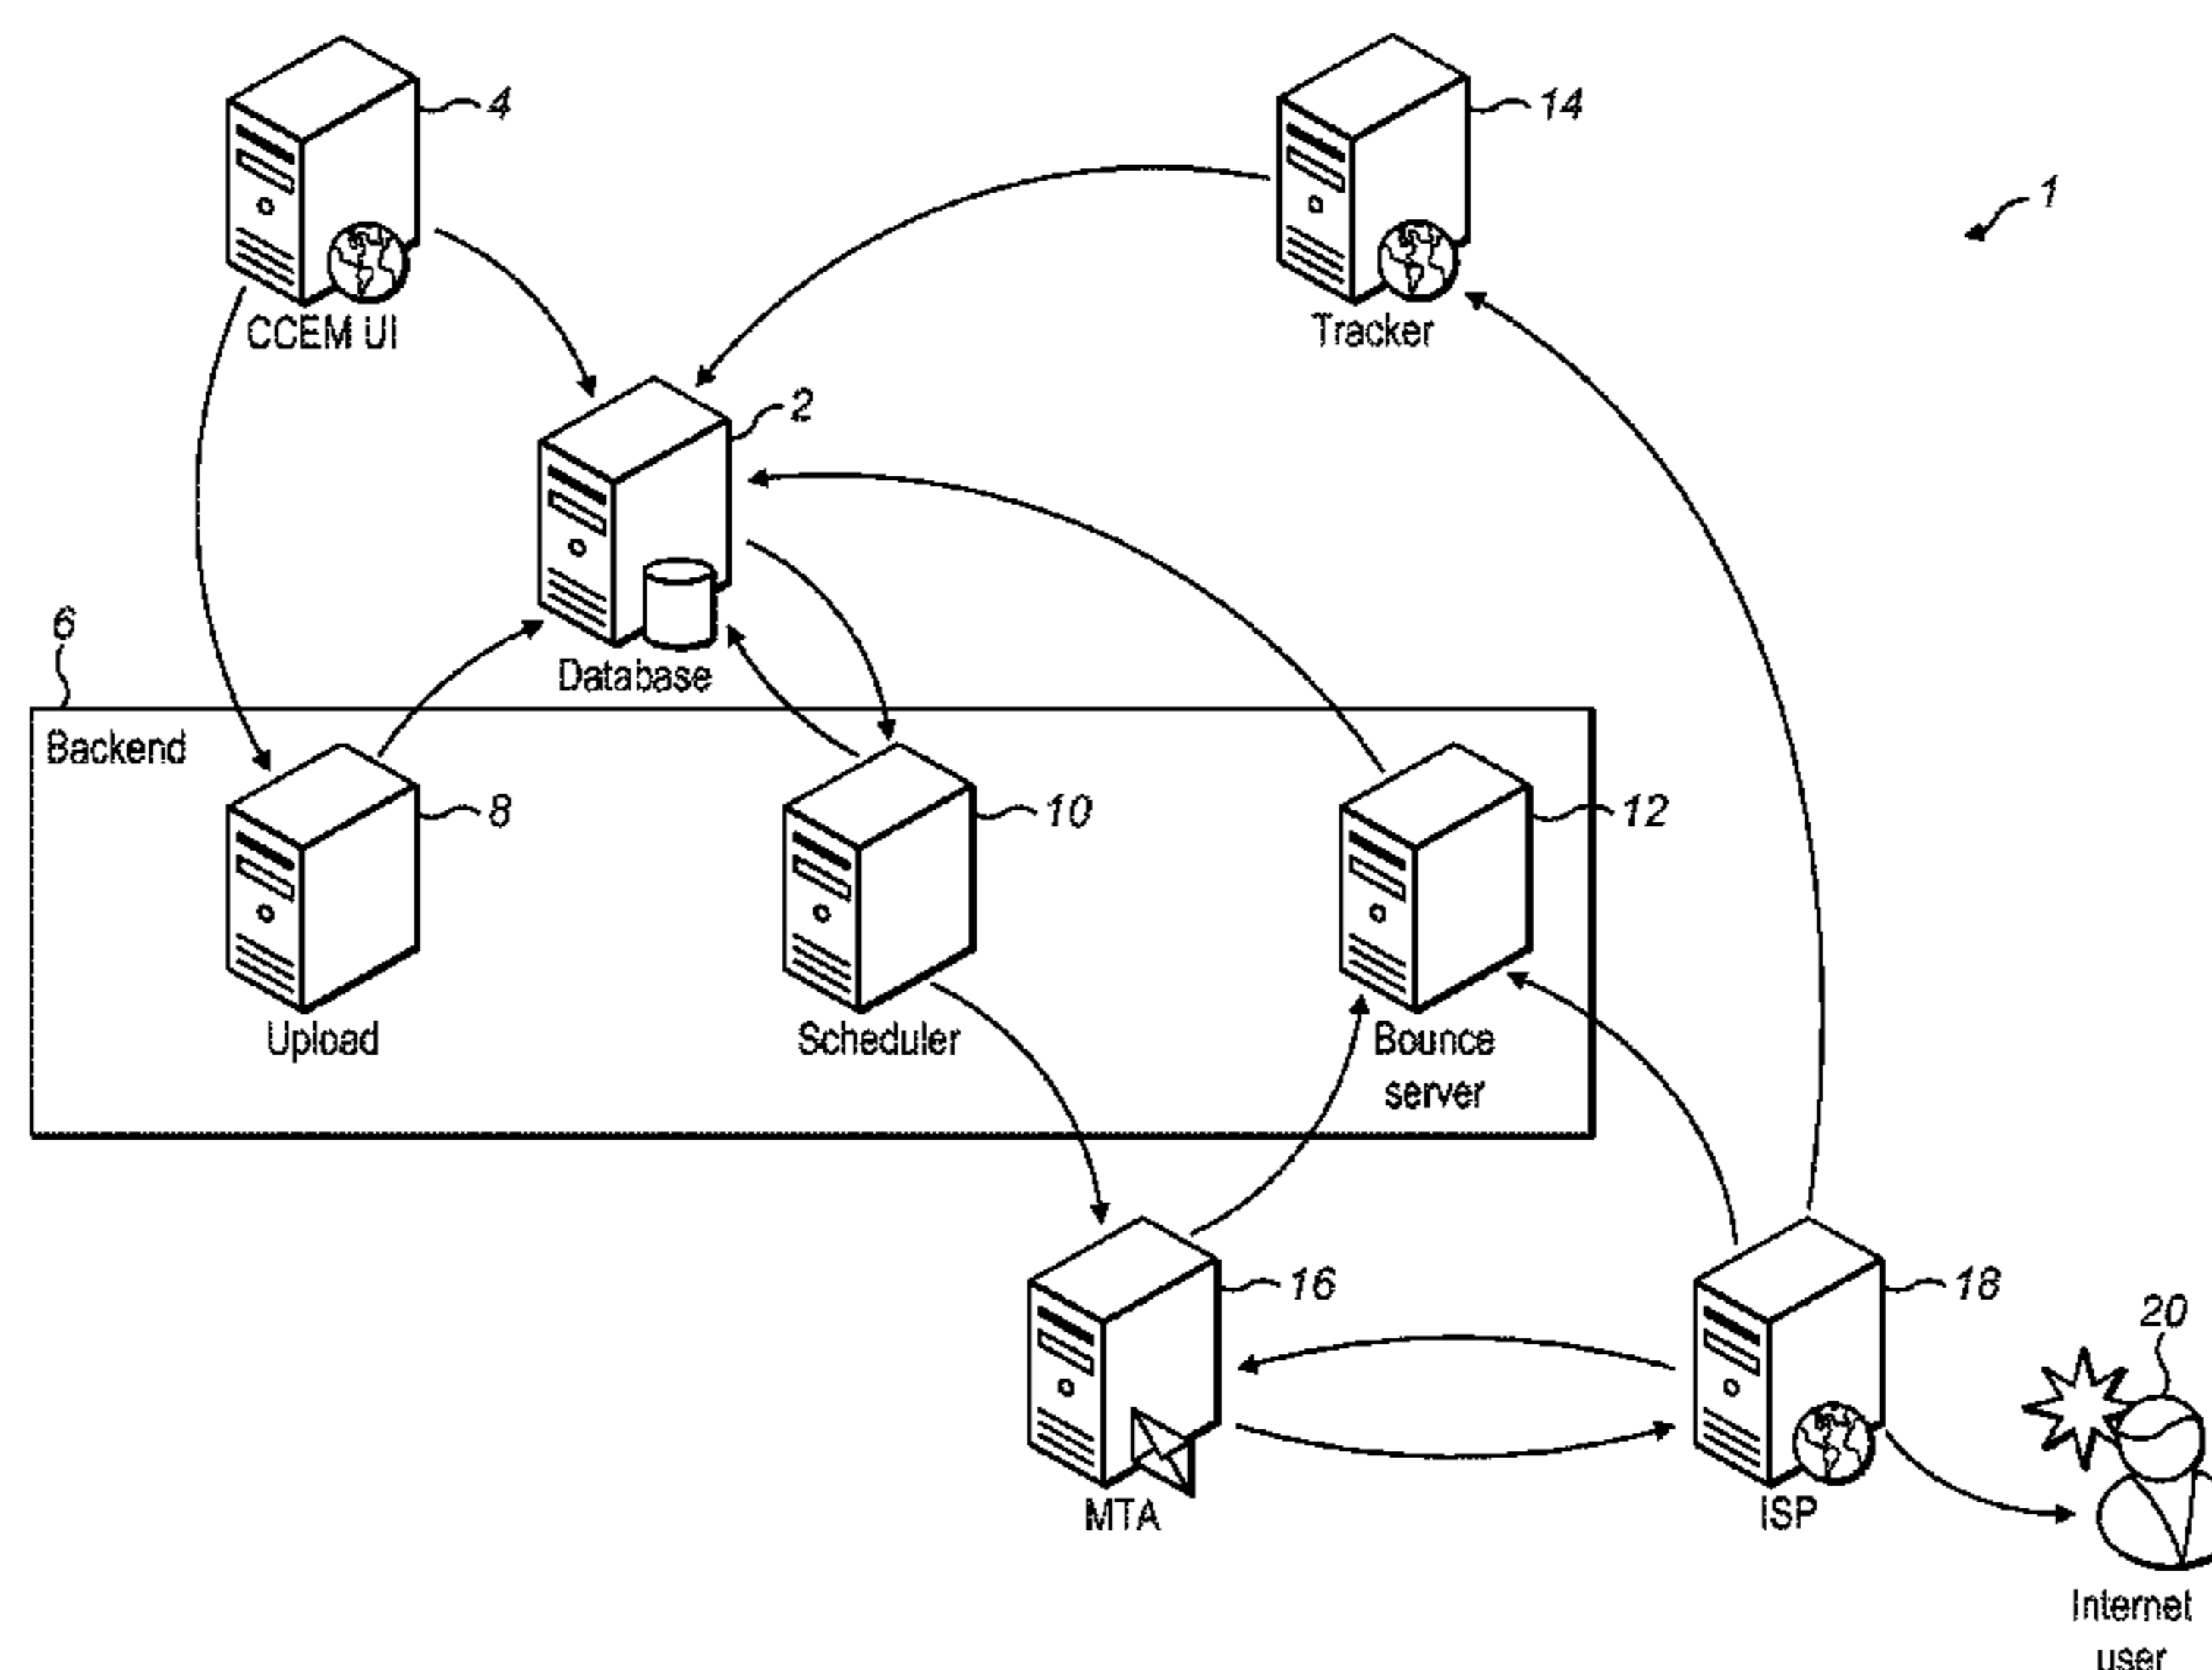 4
14
1
CCEM UI
Tracker
2
6
Database
Backend
8
10
12
Upload
Scheduler
Bounce
server
16
18
20
MTA
ISP
Internet
user